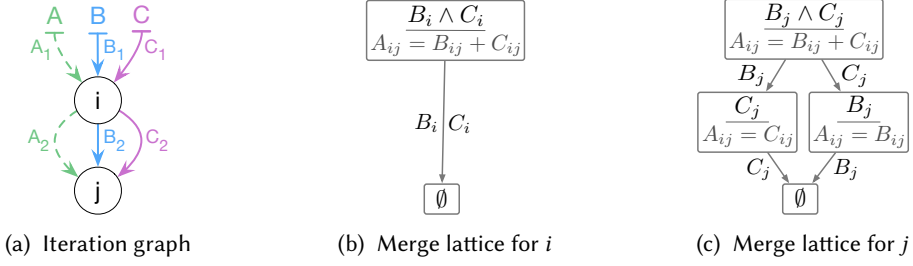 A B C
A₁ B₁ C₁
i
A₂ B₂ C₂
j
(a) Iteration graph
B_i ∧ C_i
A_ij = B_ij + C_ij
B_i C_i
∅
(b) Merge lattice for i
B_j ∧ C_j
A_ij = B_ij + C_ij
B_j C_j
C_j
A_ij = C_ij
B_j
A_ij = B_ij
C_j B_j
∅
(c) Merge lattice for j